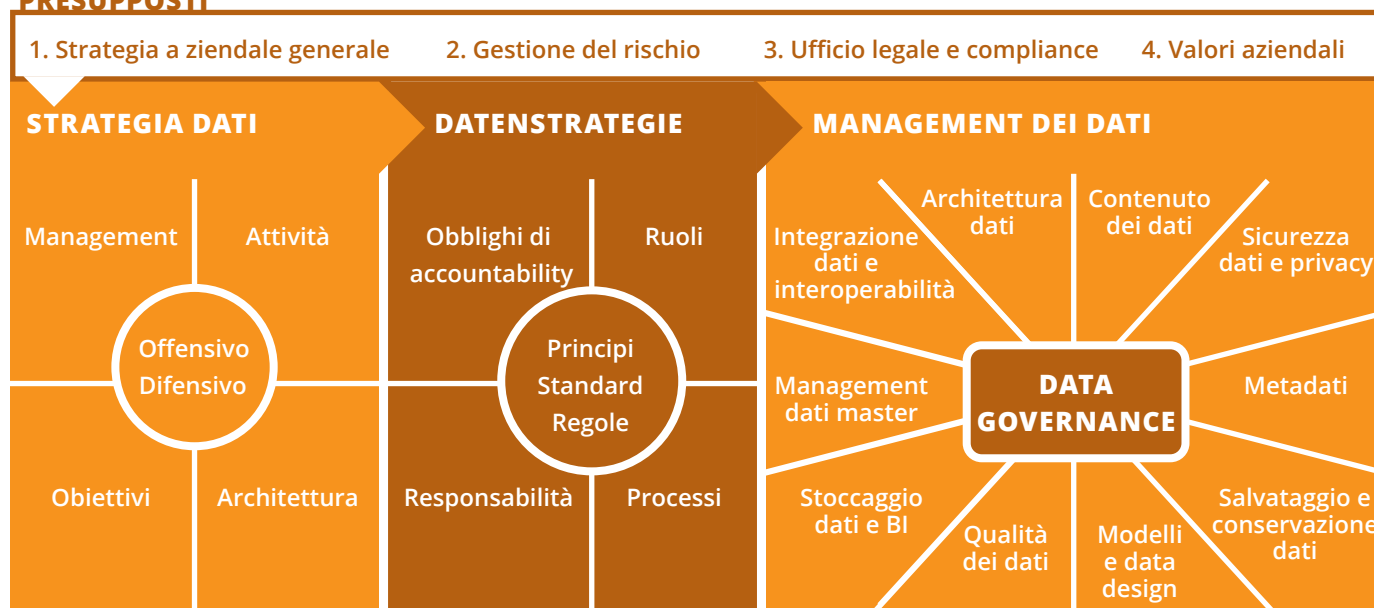 PRESUPPOSTI
1. Strategia a ziendale generale
2. Gestione del rischio
3. Ufficio legale e compliance
4. Valori aziendali
STRATEGIA DATI
Management
Attività
Offensivo
Difensivo
Obiettivi
Architettura
DATENSTRATEGIE
Obblighi di
accountability
Ruoli
Principi
Standard
Regole
Responsabilità
Processi
MANAGEMENT DEI DATI
Architettura
dati
Contenuto
dei dati
Integrazione
dati e
interoperabilità
Sicurezza
dati e privacy
Management
dati master
DATA
GOVERNANCE
Metadati
Stoccaggio
dati e BI
Qualità
dei dati
Modelli
e data
design
Salvataggio e
conservazione
dati